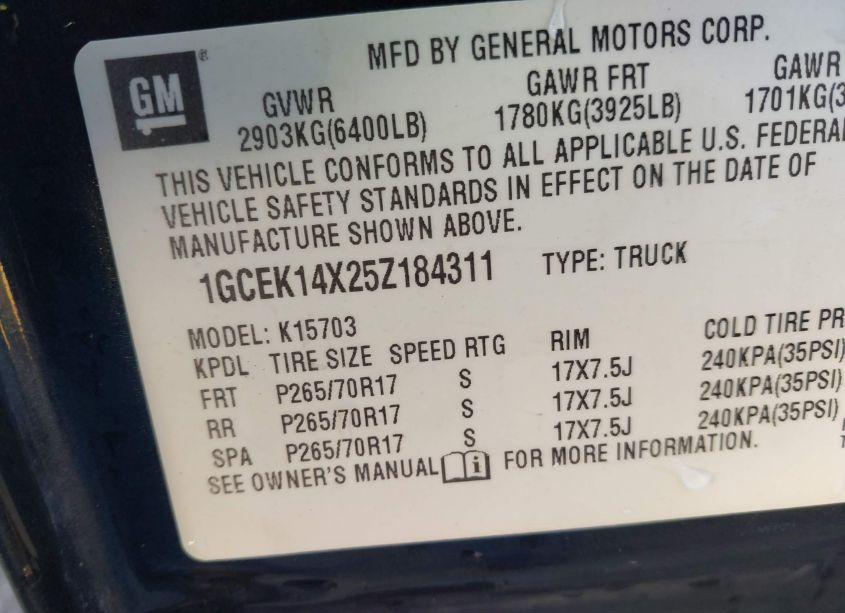 MFD BY GENERAL MOTORS CORP.
GM
GVWR GAWR FRT GAWR
2903KG(6400LB) 1780KG(3925LB) 1701KG(3
THIS VEHICLE CONFORMS TO ALL APPLICABLE U.S. FEDERAL
VEHICLE SAFETY STANDARDS IN EFFECT ON THE DATE OF
MANUFACTURE SHOWN ABOVE.
1GCEK14X25Z184311 TYPE: TRUCK
MODEL: K15703
KPDL TIRE SIZE SPEED RTG RIM COLD TIRE PR
FRT P265/70R17 S 17X7.5J 240KPA(35PSI)
RR P265/70R17 S 17X7.5J 240KPA(35PSI)
SPA P265/70R17 S 17X7.5J 240KPA(35PSI)
SEE OWNER'S MANUAL FOR MORE INFORMATION.